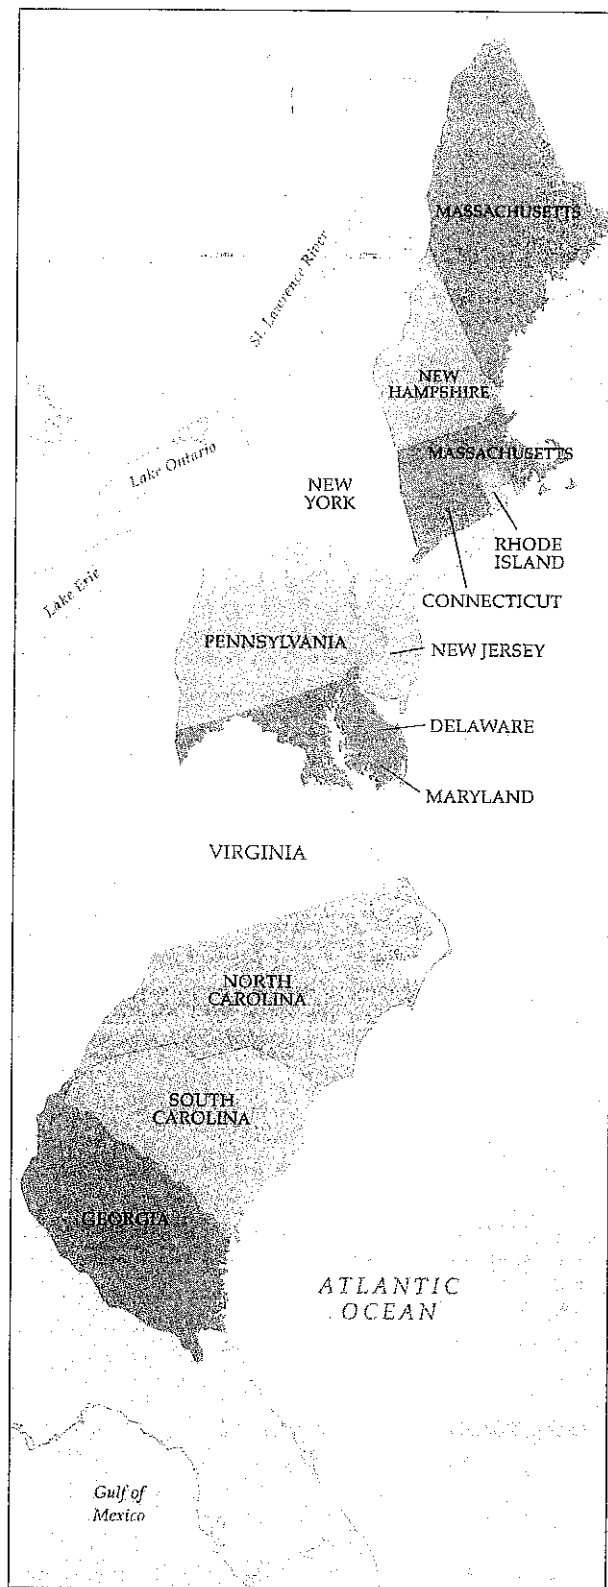 MASSACHUSETTS
St. Lawrence River
NEW
HAMPSHIRE
MASSACHUSETTS
Lake Ontario
NEW
YORK
RHODE
ISLAND
Lake Erie
CONNECTICUT
PENNSYLVANIA
NEW JERSEY
DELAWARE
MARYLAND
VIRGINIA
NORTH
CAROLINA
SOUTH
CAROLINA
GEORGIA
ATLANTIC
OCEAN
Gulf of
Mexico